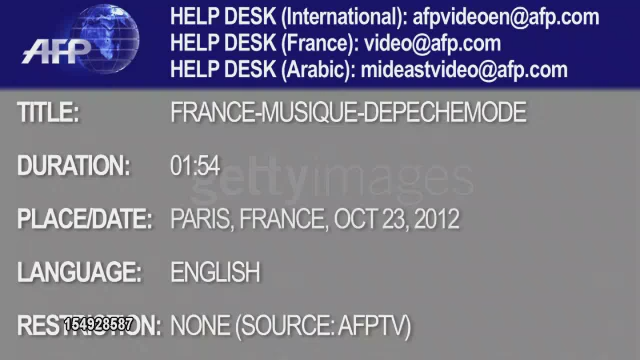 HELP DESK (International): afpvideoen@afp.com
HELP DESK (France): video@afp.com
HELP DESK (Arabic): mideastvideo@afp.com
AFP
TITLE: FRANCE-MUSIQUE-DEPECHEMODE
DURATION: 01:54
gettyimages
PLACE/DATE: PARIS, FRANCE, OCT 23, 2012
LANGUAGE: ENGLISH
RESTRICTION: NONE (SOURCE: AFPTV)
154928587